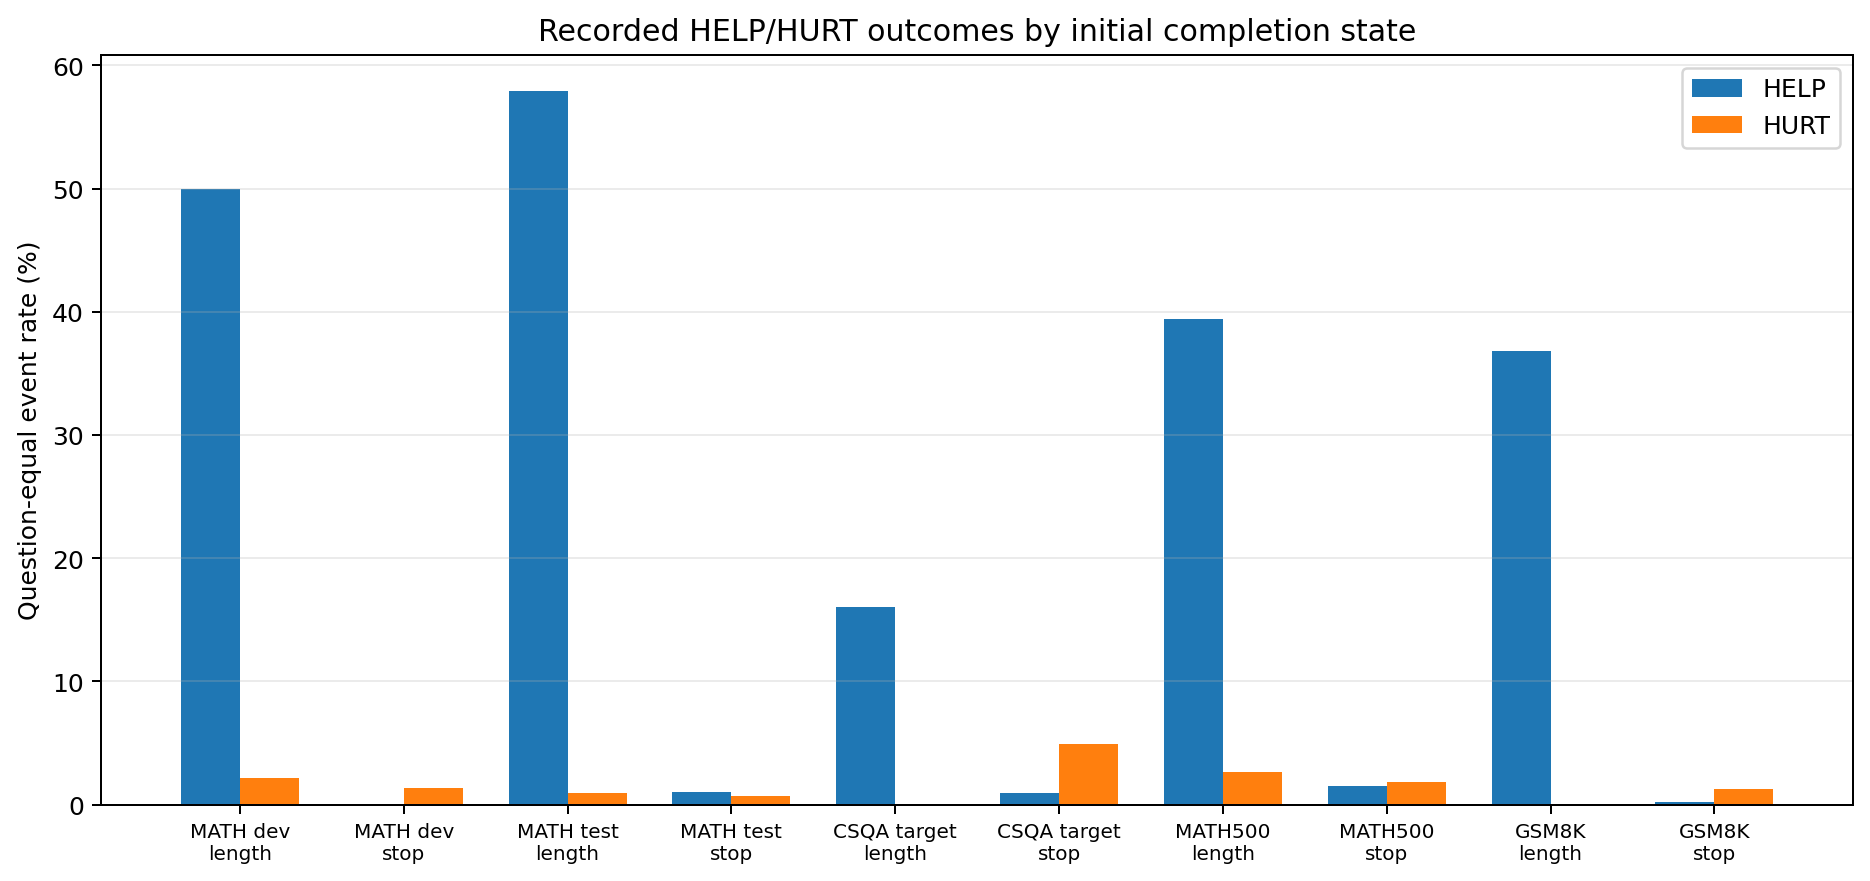 Recorded HELP/HURT outcomes by initial completion state
HELP
HURT
Question-equal event rate (%)
60
50
40
30
20
10
0
MATH dev
length
MATH dev
stop
MATH test
length
MATH test
stop
CSQA target
length
CSQA target
stop
MATH500
length
MATH500
stop
GSM8K
length
GSM8K
stop